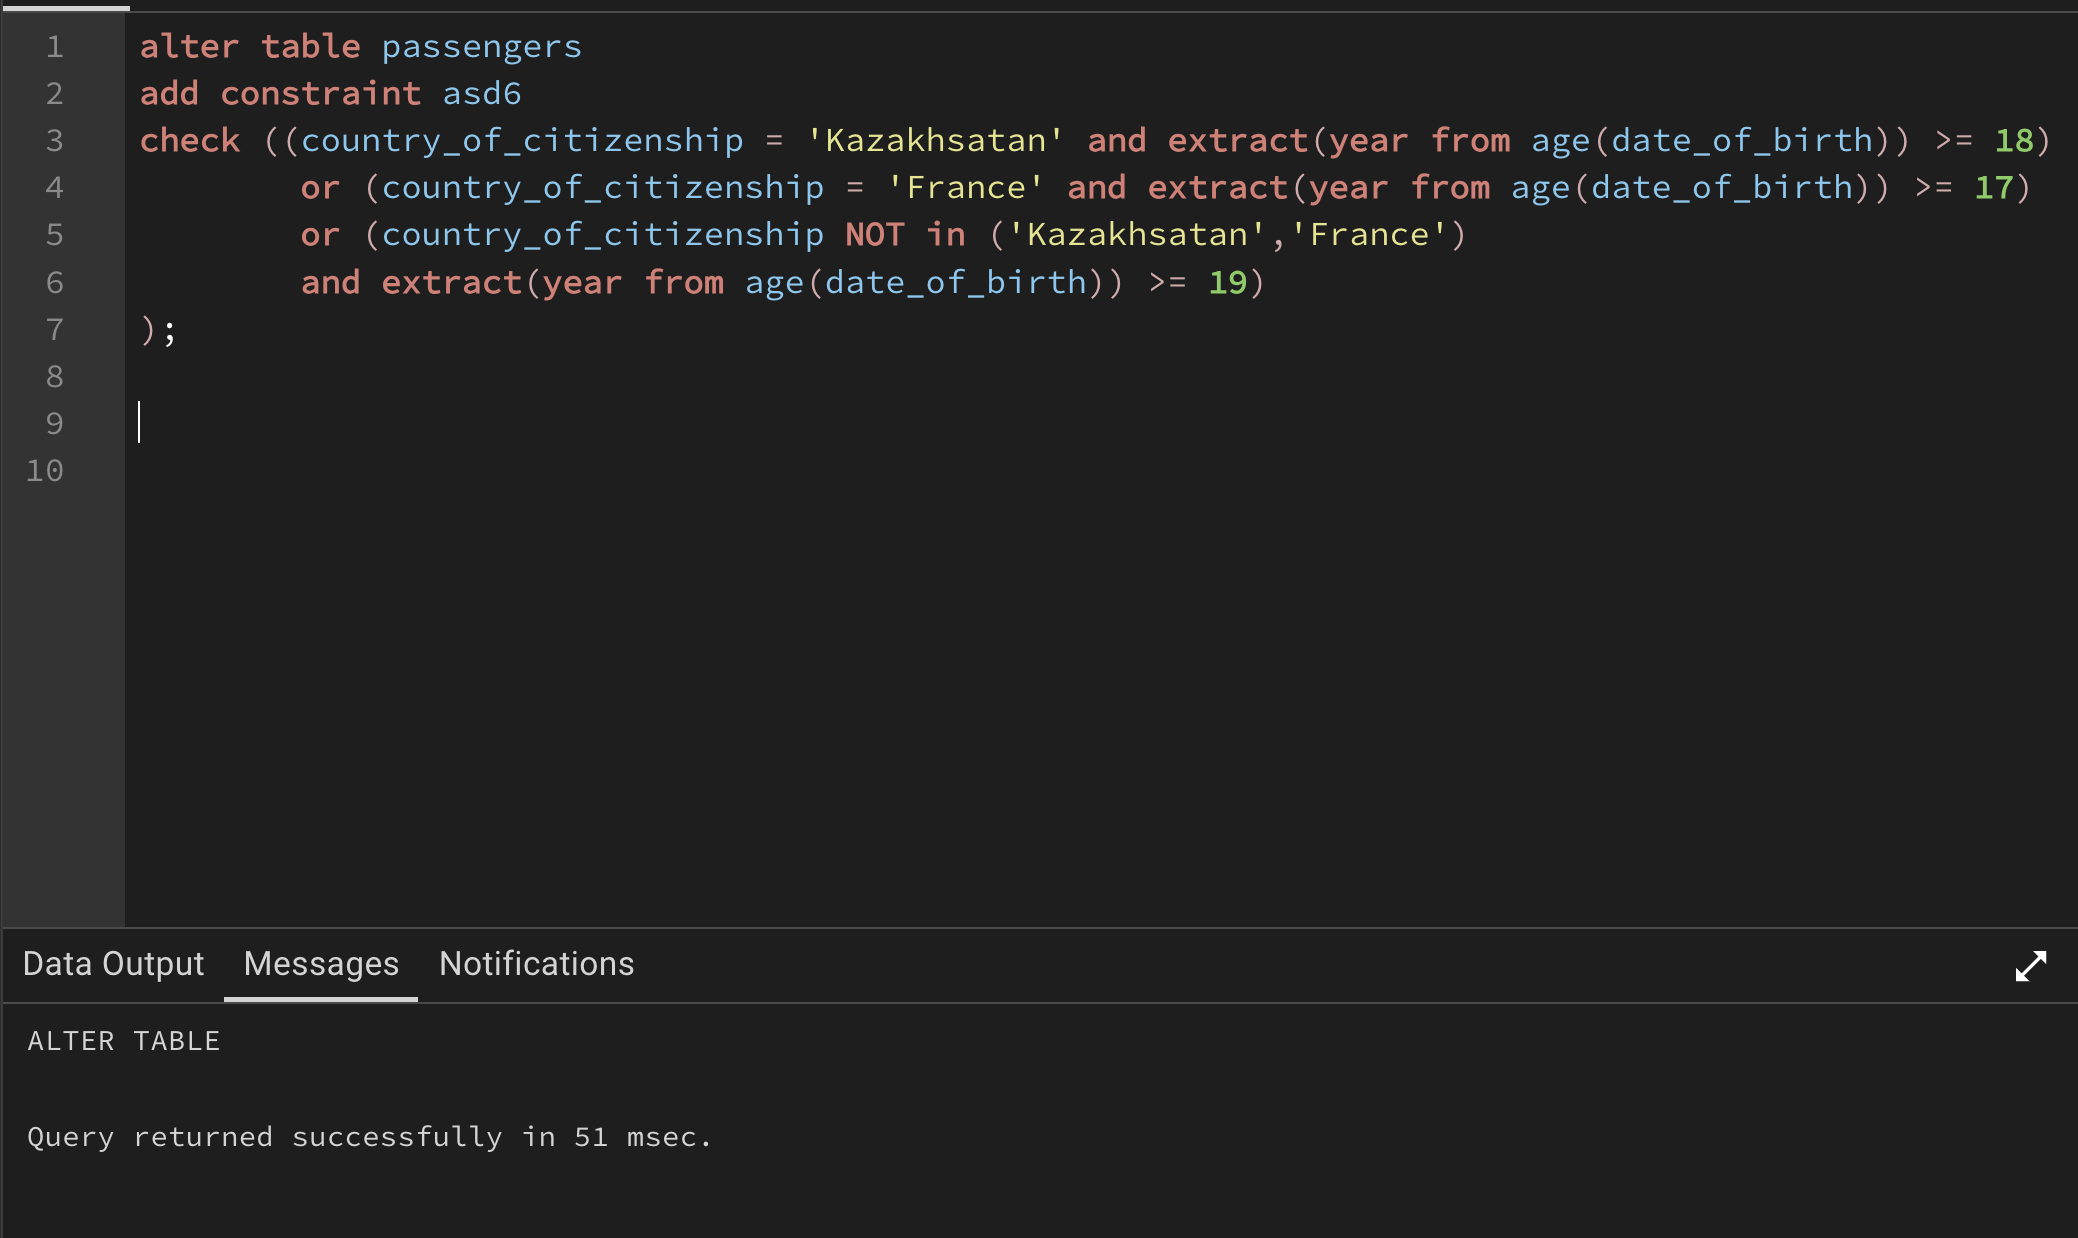 1 alter table passengers
2 add constraint asd6
3 check ((country_of_citizenship = 'Kazakhsatan' and extract(year from age(date_of_birth)) >= 18)
4 or (country_of_citizenship = 'France' and extract(year from age(date_of_birth)) >= 17)
5 or (country_of_citizenship NOT in ('Kazakhsatan','France')
6 and extract(year from age(date_of_birth)) >= 19)
7 );
8
9
10
Data Output Messages Notifications
ALTER TABLE
Query returned successfully in 51 msec.